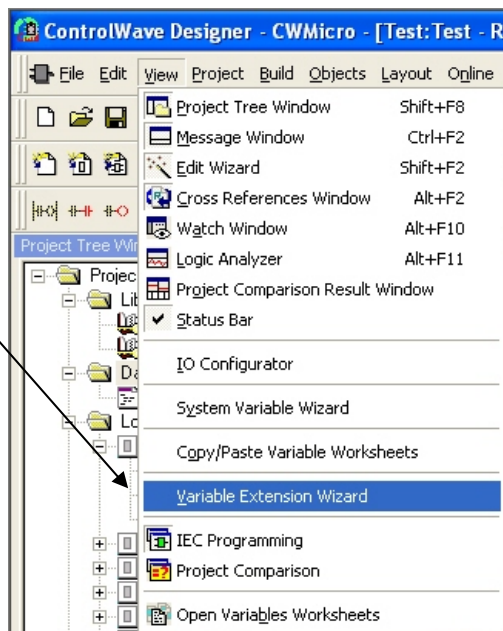 ControlWave Designer - CWMicro - [Test:Test - R
File Edit View Project Build Objects Layout Online
Project Tree Window Shift+F8
Message Window Ctrl+F2
Edit Wizard Shift+F2
Cross References Window Alt+F2
Watch Window Alt+F10
Logic Analyzer Alt+F11
Project Comparison Result Window
Status Bar
IO Configurator
System Variable Wizard
Copy/Paste Variable Worksheets
Variable Extension Wizard
IEC Programming
Project Comparison
Open Variables Worksheets
Project Tree Wir
Projec
Lib
Da
Lo